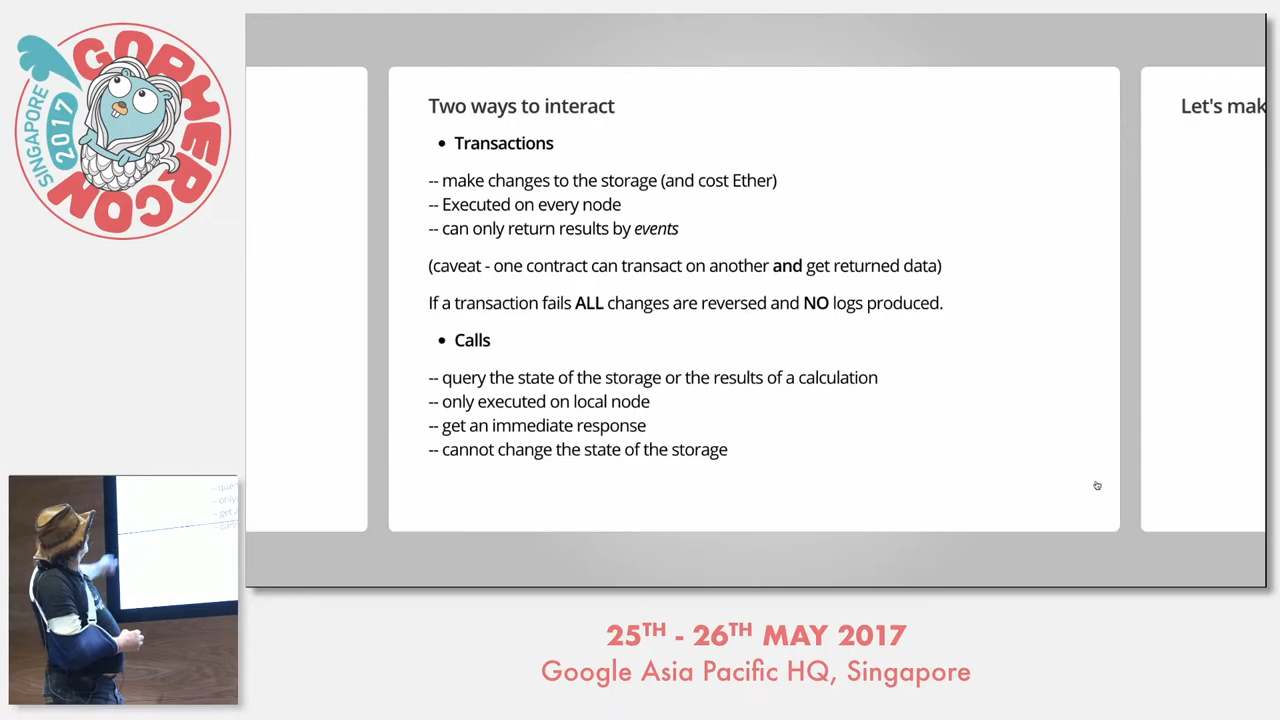 GOPHERCON
SINGAPORE
2017
Two ways to interact
• Transactions
-- make changes to the storage (and cost Ether)
-- Executed on every node
-- can only return results by events
(caveat - one contract can transact on another and get returned data)
If a transaction fails ALL changes are reversed and NO logs produced.
• Calls
-- query the state of the storage or the results of a calculation
-- only executed on local node
-- get an immediate response
-- cannot change the state of the storage
Let's mak
-- que
-- only
-- get a
25TH - 26TH MAY 2017
Google Asia Pacific HQ, Singapore